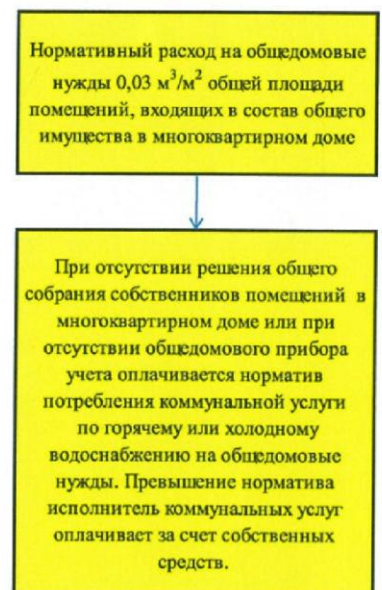 Нормативный расход на общедомовые
нужды 0,03 м³/м² общей площади
помещений, входящих в состав общего
имущества в многоквартирном доме
При отсутствии решения общего
собрания собственников помещений в
многоквартирном доме или при
отсутствии общедомового прибора
учета оплачивается норматив
потребления коммунальной услуги
по горячему или холодному
водоснабжению на общедомовые
нужды. Превышение норматива
исполнитель коммунальных услуг
оплачивает за счет собственных
средств.